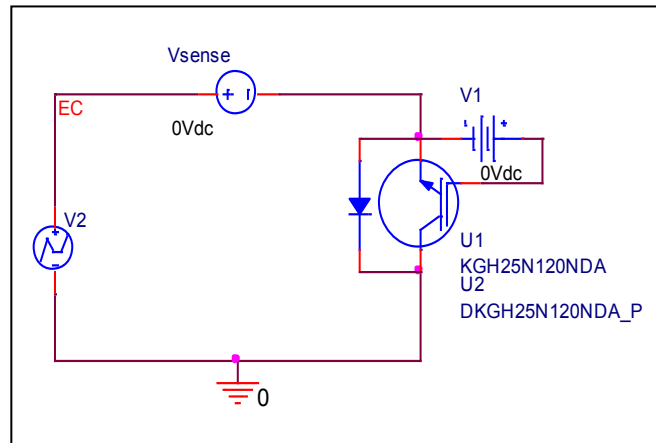 Vsense
+ -
0Vdc
EC
V2
+
-
V1
- +
0Vdc
U1
KGH25N120NDA
U2
DKGH25N120NDA_P
0